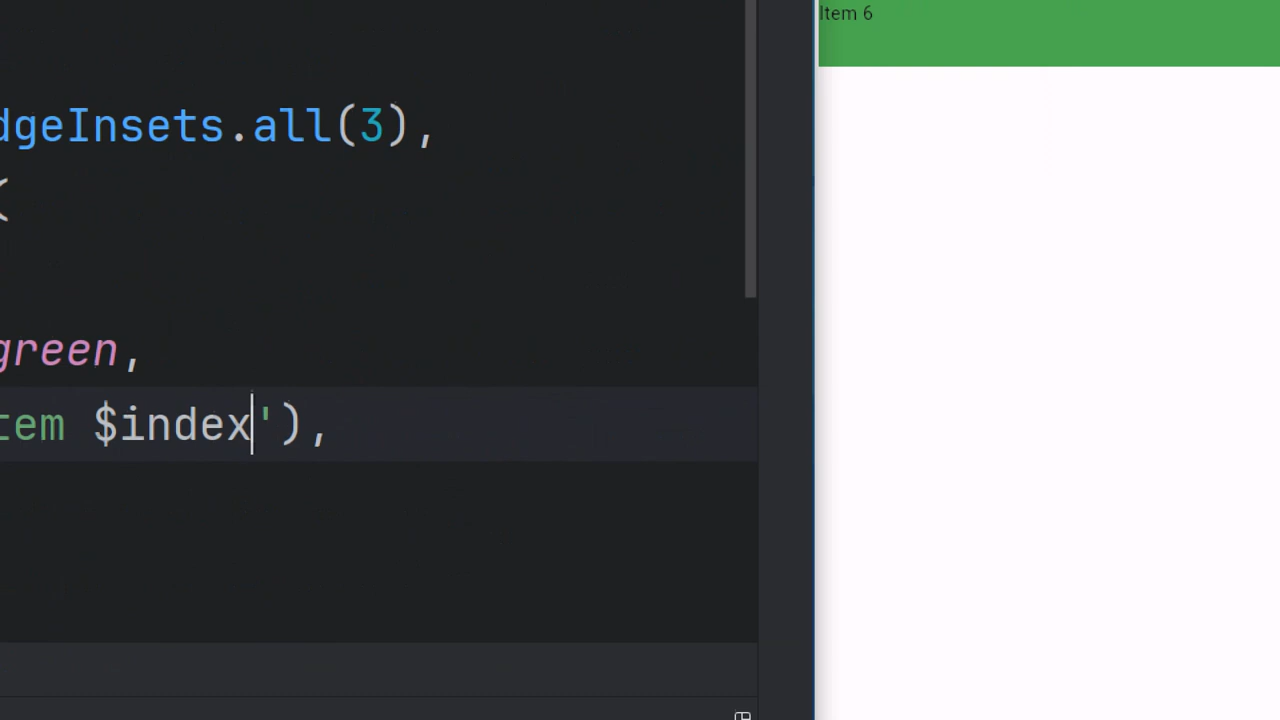 Item 6
dgeInsets.all(3),
(
green,
tem $index'),